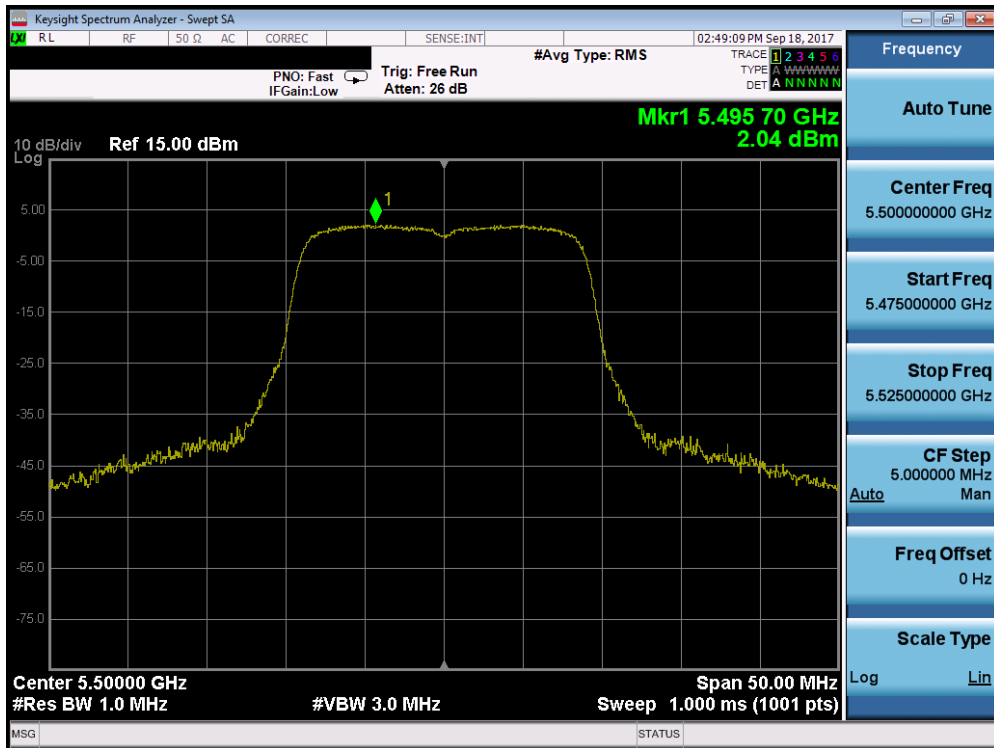 Keysight Spectrum Analyzer - Swept SA
LXI RL RF 50 Ω AC CORREC SENSE:INT 02:49:09 PM Sep 18, 2017
PNO: Fast
IFGain:Low
Trig: Free Run
Atten: 26 dB
#Avg Type: RMS
TRACE 1 2 3 4 5 6
TYPE A WWWWW
DET A N N N N N
Mkr1 5.495 70 GHz
2.04 dBm
10 dB/div
Log
Ref 15.00 dBm
1
5.00
-5.00
-15.0
-25.0
-35.0
-45.0
-55.0
-65.0
-75.0
Center 5.50000 GHz
#Res BW 1.0 MHz
#VBW 3.0 MHz
Span 50.00 MHz
Sweep 1.000 ms (1001 pts)
MSG
STATUS
Frequency
Auto Tune
Center Freq
5.500000000 GHz
Start Freq
5.475000000 GHz
Stop Freq
5.525000000 GHz
CF Step
5.000000 MHz
Auto Man
Freq Offset
0 Hz
Scale Type
Log Lin